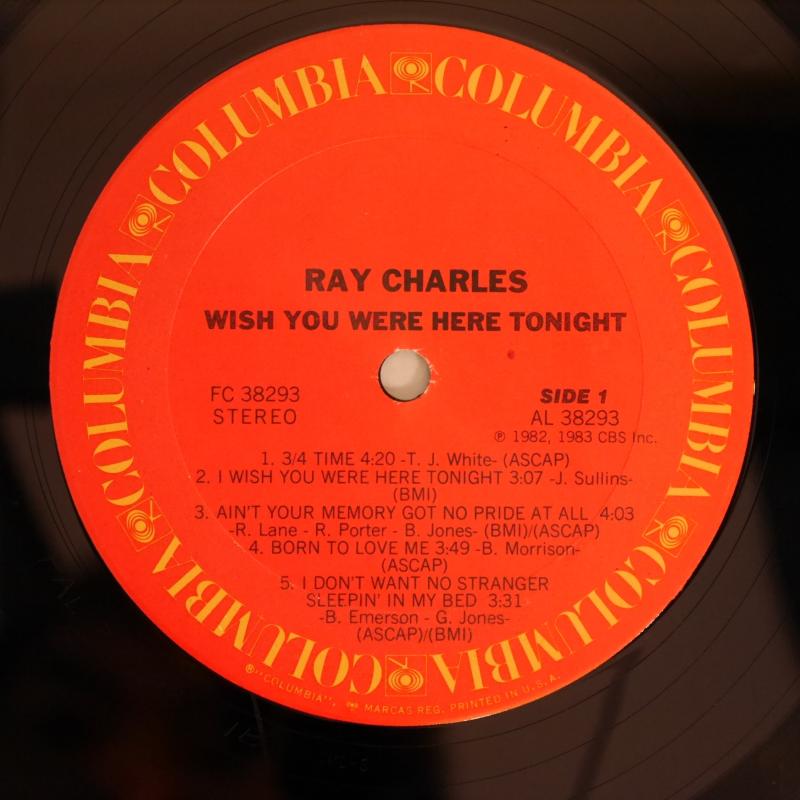 COLUMBIA COLUMBIA COLUMBIA COLUMBIA COLUMBIA COLUMBIA
RAY CHARLES
WISH YOU WERE HERE TONIGHT
FC 38293
STEREO
SIDE 1
AL 38293
℗ 1982, 1983 CBS Inc.
1. 3/4 TIME 4:20 -T. J. White- (ASCAP)
2. I WISH YOU WERE HERE TONIGHT 3:07 -J. Sullins-
(BMI)
3. AIN'T YOUR MEMORY GOT NO PRIDE AT ALL 4:03
-R. Lane - R. Porter - B. Jones- (BMI)/(ASCAP)
4. BORN TO LOVE ME 3:49 -B. Morrison-
(ASCAP)
5. I DON'T WANT NO STRANGER
SLEEPIN' IN MY BED 3:31
-B. Emerson - G. Jones-
(ASCAP)/(BMI)
®"COLUMBIA", MARCAS REG. PRINTED IN U.S.A.